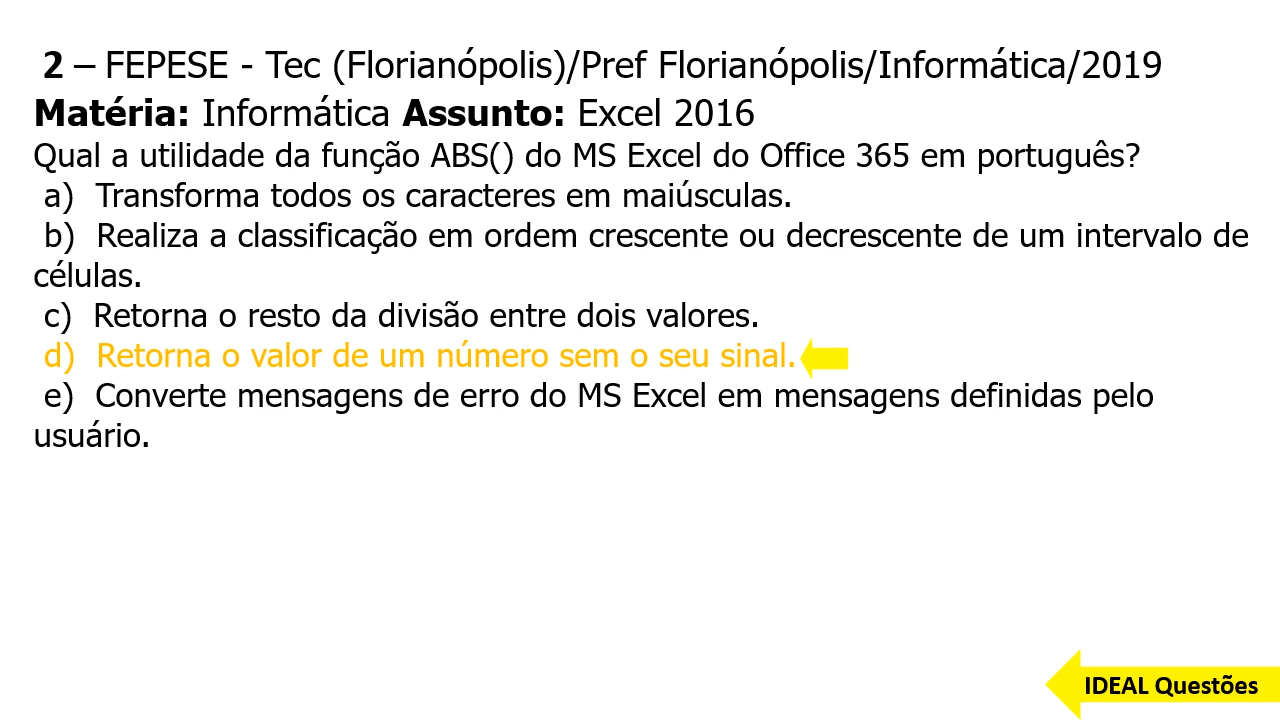 2 – FEPESE - Tec (Florianópolis)/Pref Florianópolis/Informática/2019
Matéria: Informática Assunto: Excel 2016
Qual a utilidade da função ABS() do MS Excel do Office 365 em português?
a) Transforma todos os caracteres em maiúsculas.
b) Realiza a classificação em ordem crescente ou decrescente de um intervalo de
células.
c) Retorna o resto da divisão entre dois valores.
d) Retorna o valor de um número sem o seu sinal.
e) Converte mensagens de erro do MS Excel em mensagens definidas pelo
usuário.
IDEAL Questões